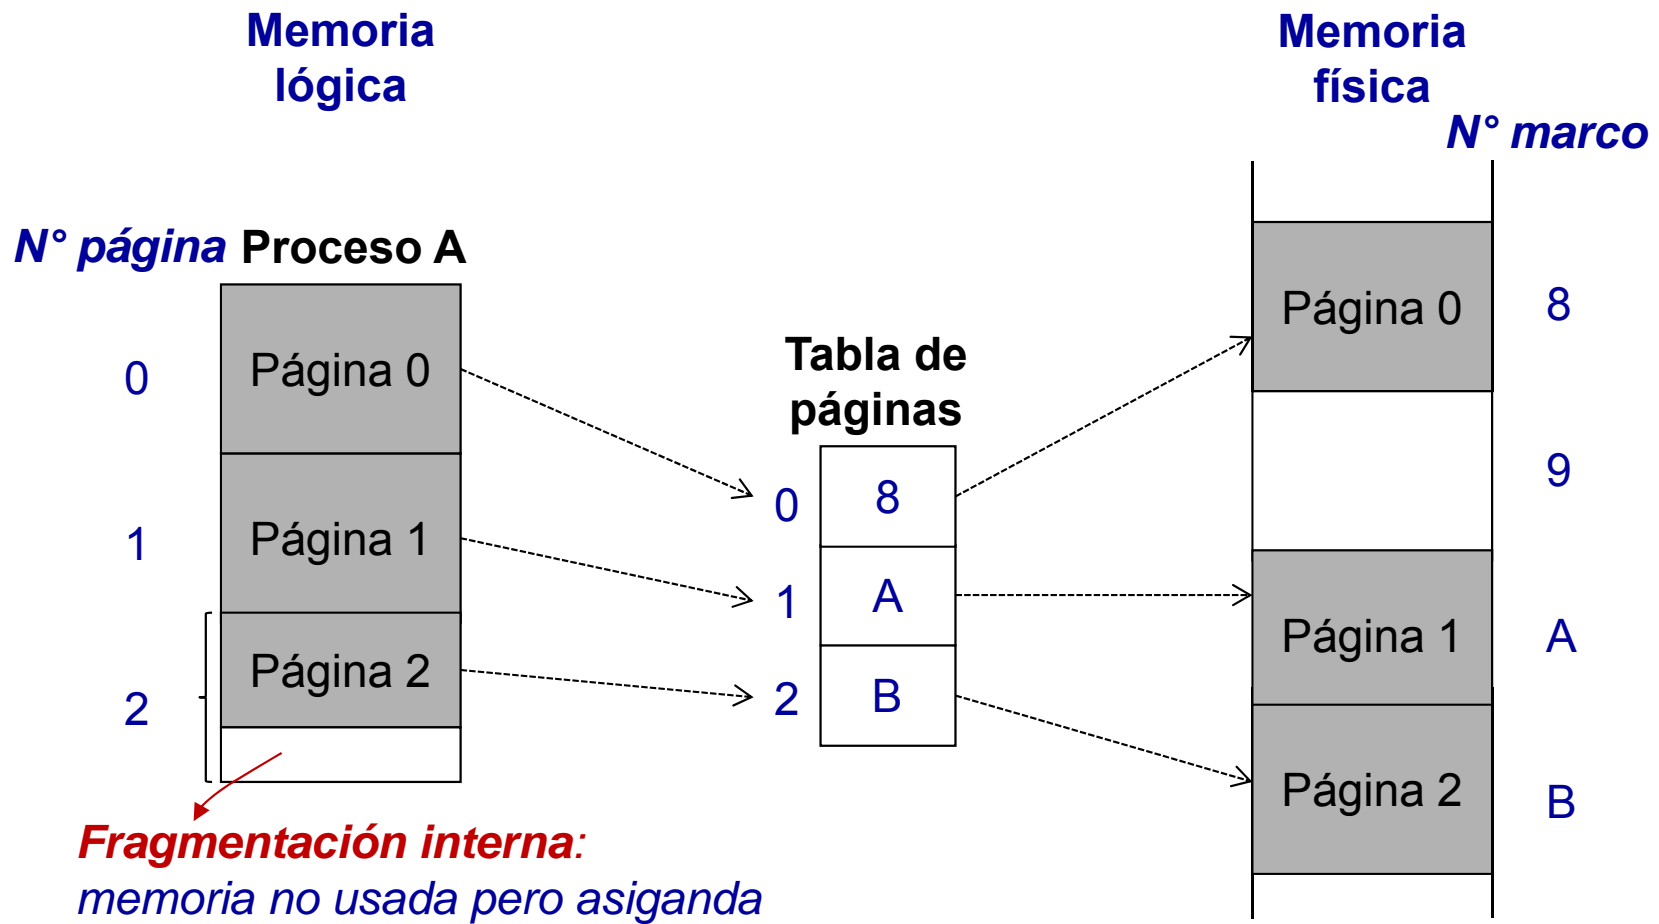 Memoria
lógica
Memoria
física
N° marco
N° página
Proceso A
0
Página 0
1
Página 1
2
Página 2
Fragmentación interna:
memoria no usada pero asiganda
Tabla de
páginas
0
8
1
A
2
B
Página 0
8
9
Página 1
A
Página 2
B